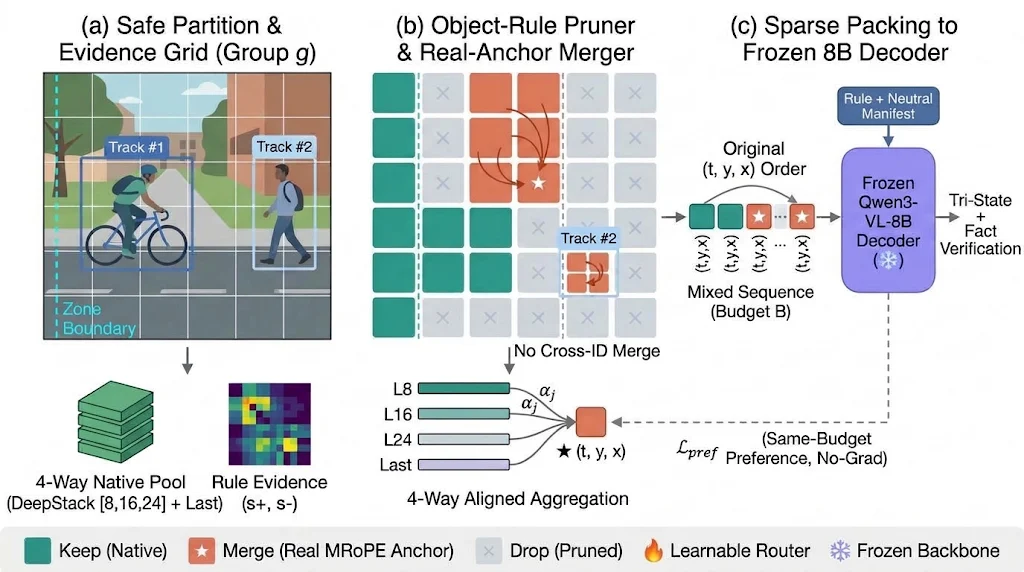 (a) Safe Partition &
Evidence Grid (Group g)
Track #1
Track #2
Zone
Boundary
4-Way Native Pool
(DeepStack [8,16,24] + Last)
Rule Evidence
(s+, s-)
(b) Object-Rule Pruner
& Real-Anchor Merger
Track #2
No Cross-ID Merge
L8
L16
L24
Last
αⱼ
αⱼ
★ (t, y, x)
4-Way Aligned Aggregation
(c) Sparse Packing to
Frozen 8B Decoder
Rule + Neutral
Manifest
Original
(t, y, x) Order
...
(t,y,x)
(t,y,x)
(t,y,x)
...
(t,y,x)
Mixed Sequence
(Budget B)
Frozen
Qwen3-
VL-8B
Decoder
(❄)
Tri-State
+
Fact
Verification
ℒpref
(Same-Budget
Preference, No-Grad)
Keep (Native)
Merge (Real MRoPE Anchor)
Drop (Pruned)
Learnable Router
Frozen Backbone